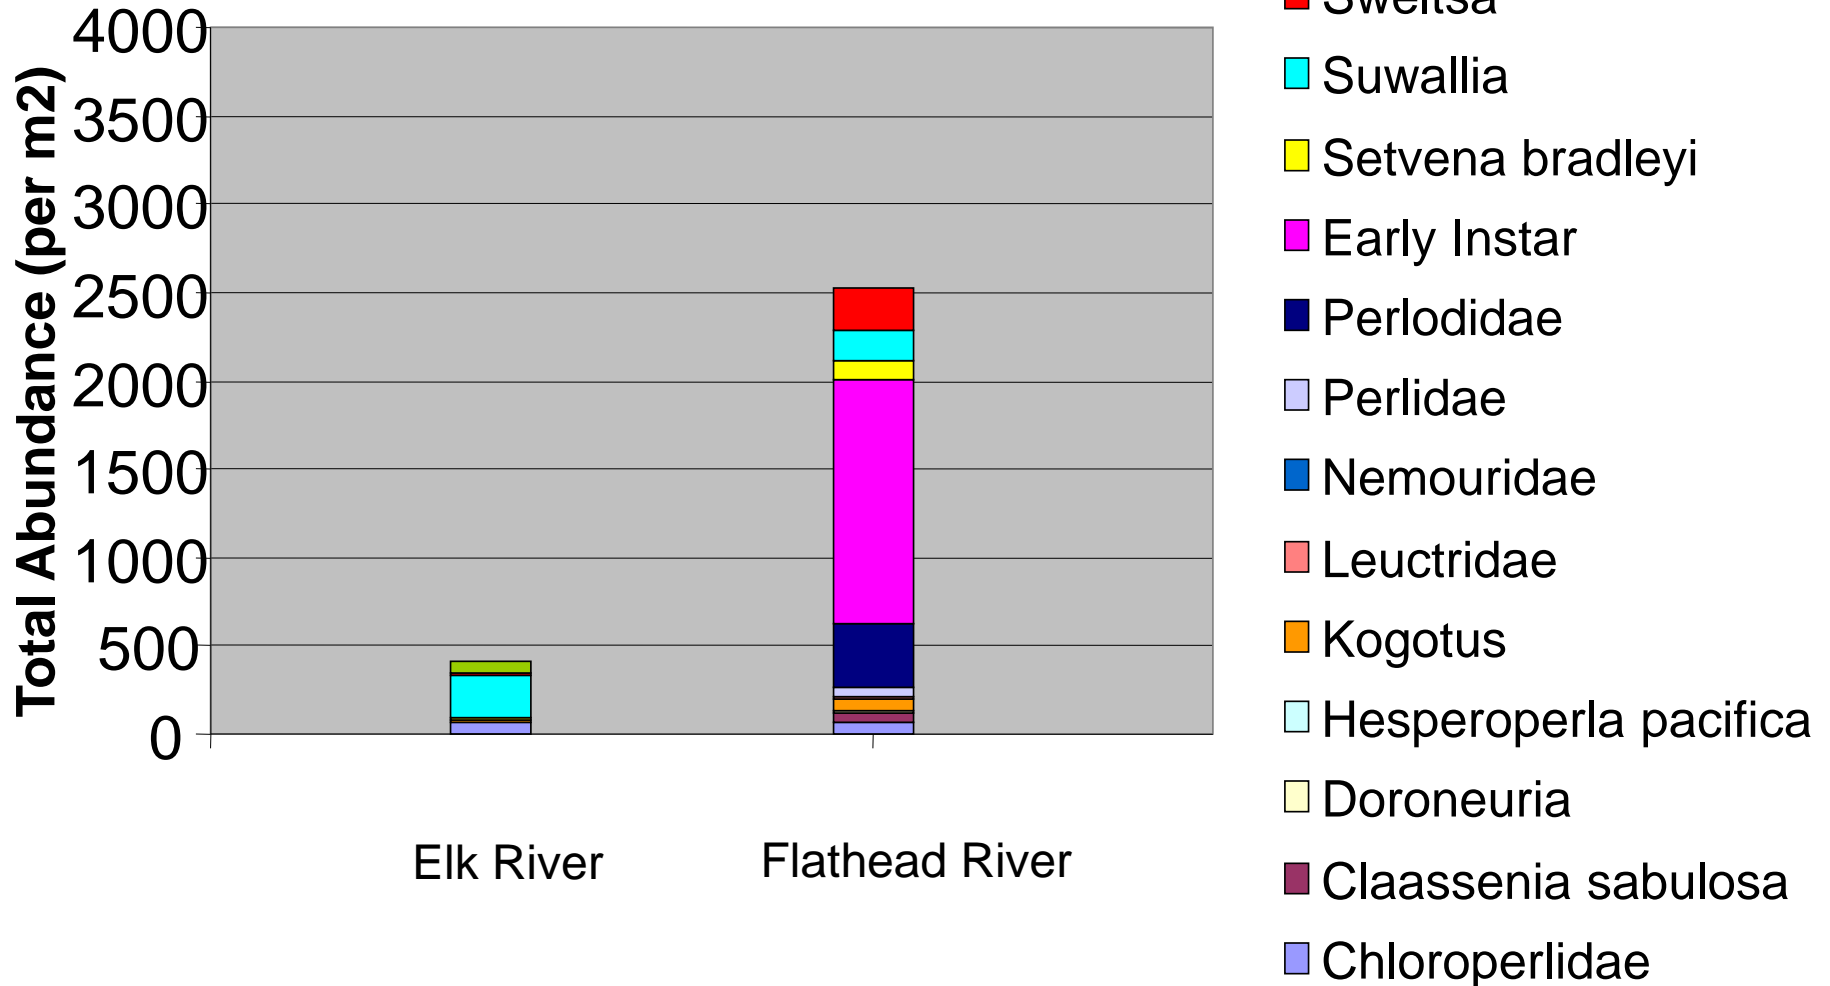 Total Abundance (per m2)
4000
3500
3000
2500
2000
1500
1000
500
0
Elk River
Flathead River
Sweltsa
Suwallia
Setvena bradleyi
Early Instar
Perlodidae
Perlidae
Nemouridae
Leuctridae
Kogotus
Hesperoperla pacifica
Doroneuria
Claassenia sabulosa
Chloroperlidae